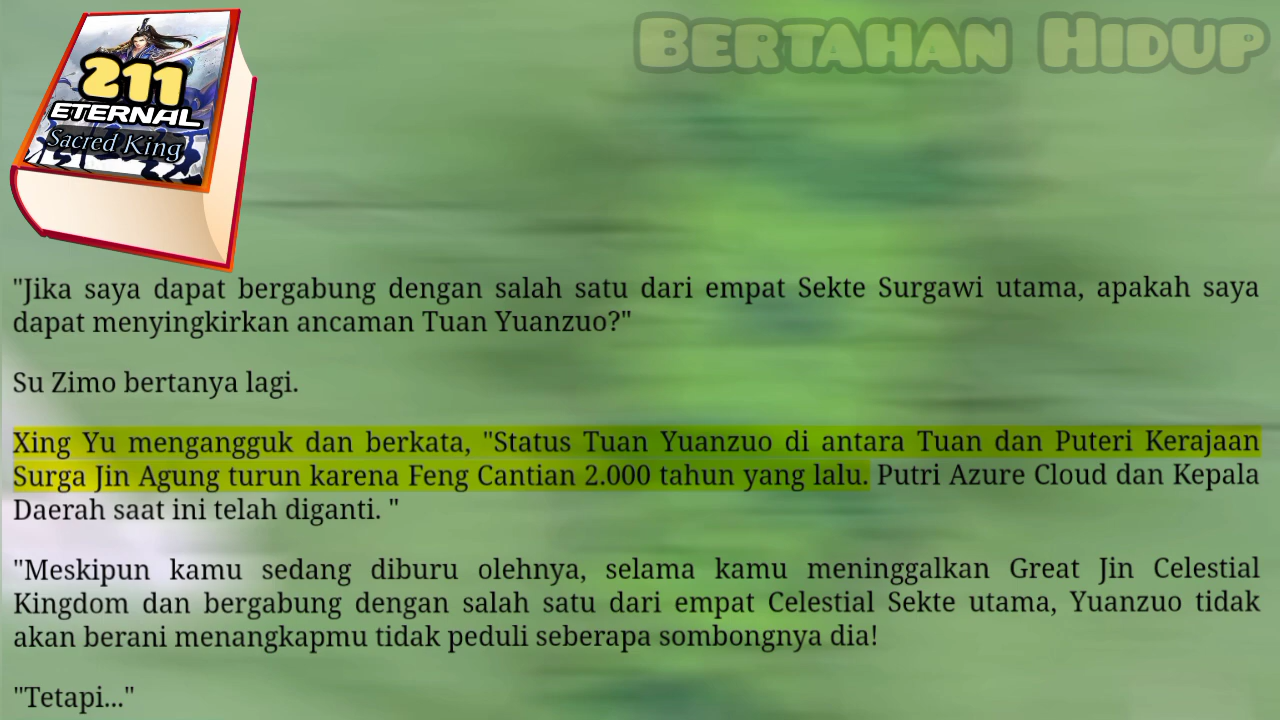 BERTAHAN HIDUP
211
ETERNAL
Sacred King
"Jika saya dapat bergabung dengan salah satu dari empat Sekte Surgawi utama, apakah saya
dapat menyingkirkan ancaman Tuan Yuanzuo?"
Su Zimo bertanya lagi.
Xing Yu mengangguk dan berkata, "Status Tuan Yuanzuo di antara Tuan dan Puteri Kerajaan
Surga Jin Agung turun karena Feng Cantian 2.000 tahun yang lalu. Putri Azure Cloud dan Kepala
Daerah saat ini telah diganti. "
"Meskipun kamu sedang diburu olehnya, selama kamu meninggalkan Great Jin Celestial
Kingdom dan bergabung dengan salah satu dari empat Celestial Sekte utama, Yuanzuo tidak
akan berani menangkapmu tidak peduli seberapa sombongnya dia!
"Tetapi..."